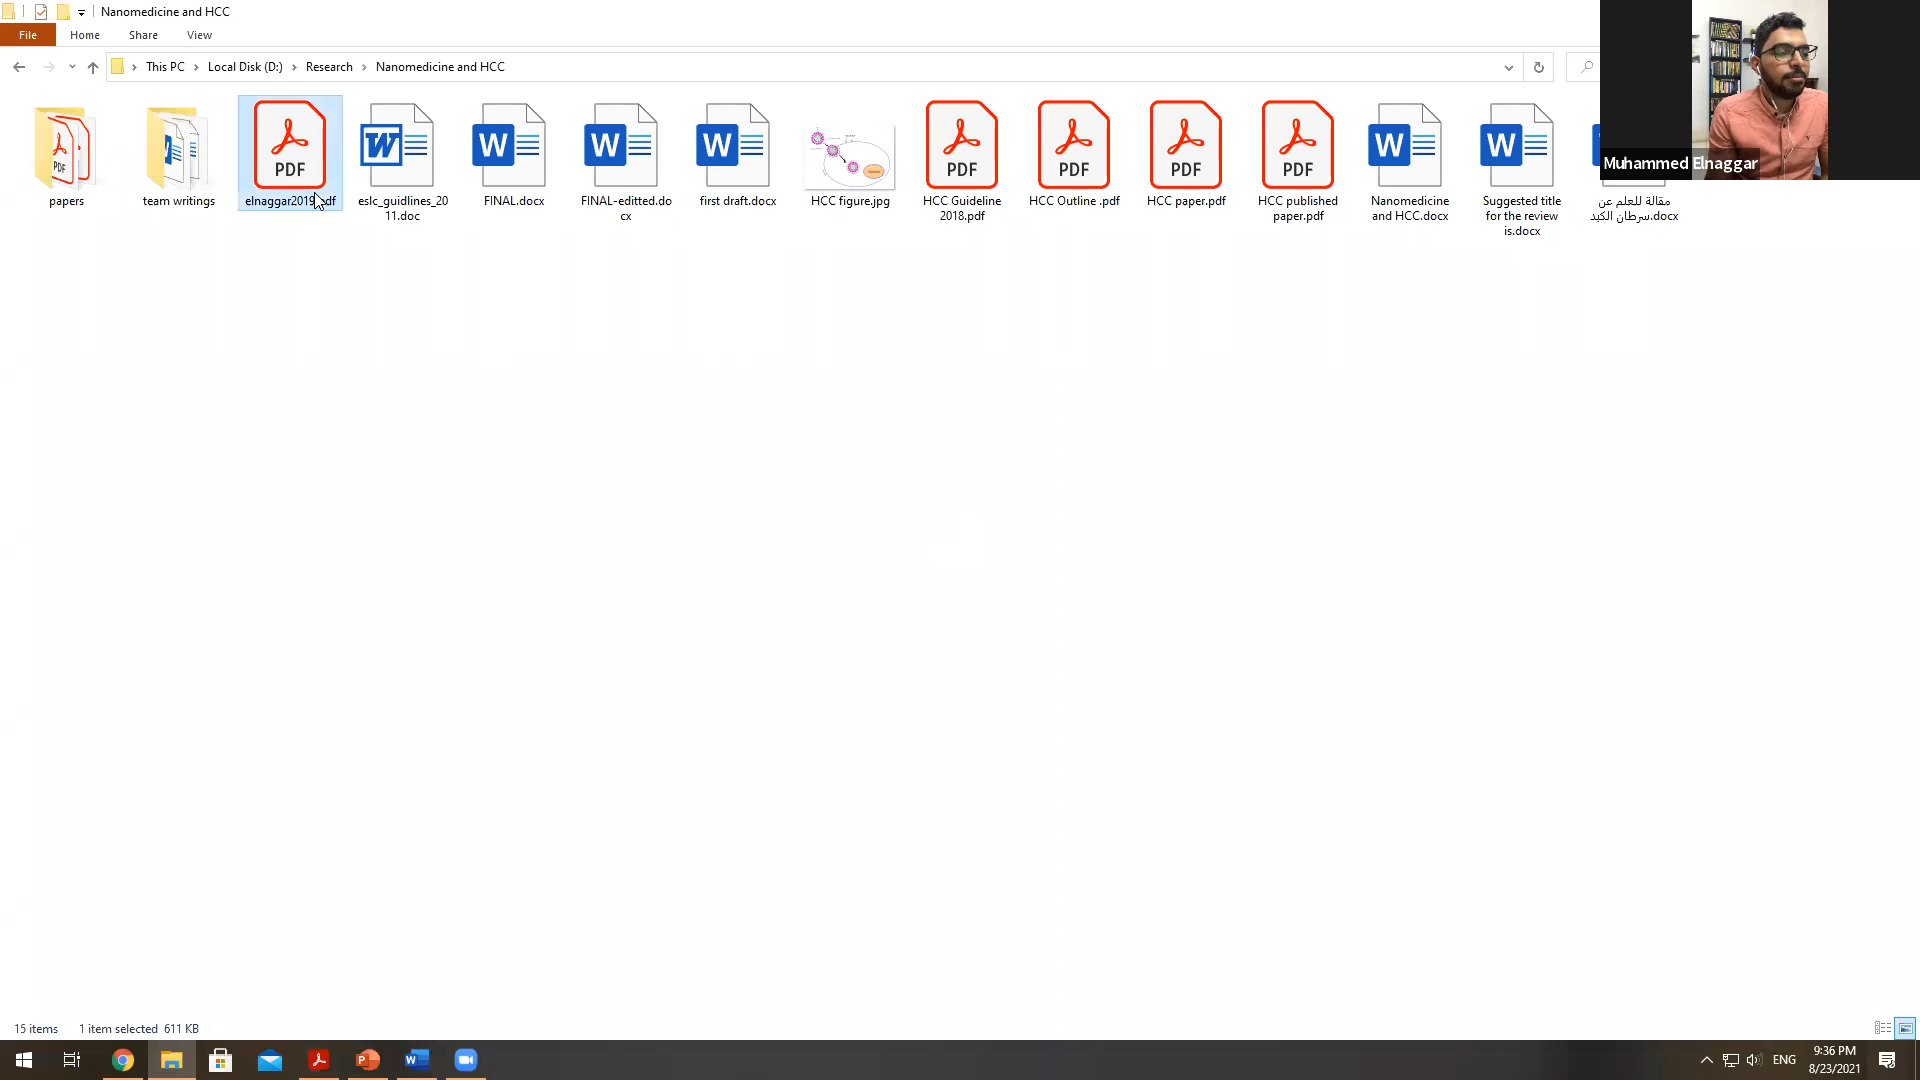 Nanomedicine and HCC
File Home Share View
This PC Local Disk (D:) Research Nanomedicine and HCC
Muhammed Elnaggar
PDF
papers
team writings
PDF
elnaggar2019.pdf
W
eslc_guidlines_20
11.doc
W
FINAL.docx
W
FINAL-editted.do
cx
W
first draft.docx
HCC figure.jpg
PDF
HCC Guideline
2018.pdf
PDF
HCC Outline .pdf
PDF
HCC paper.pdf
PDF
HCC published
paper.pdf
W
Nanomedicine
and HCC.docx
W
Suggested title
for the review
is.docx
مقالة للعلم عن
سرطان الكبد.docx
15 items 1 item selected 611 KB
ENG
9:36 PM
8/23/2021